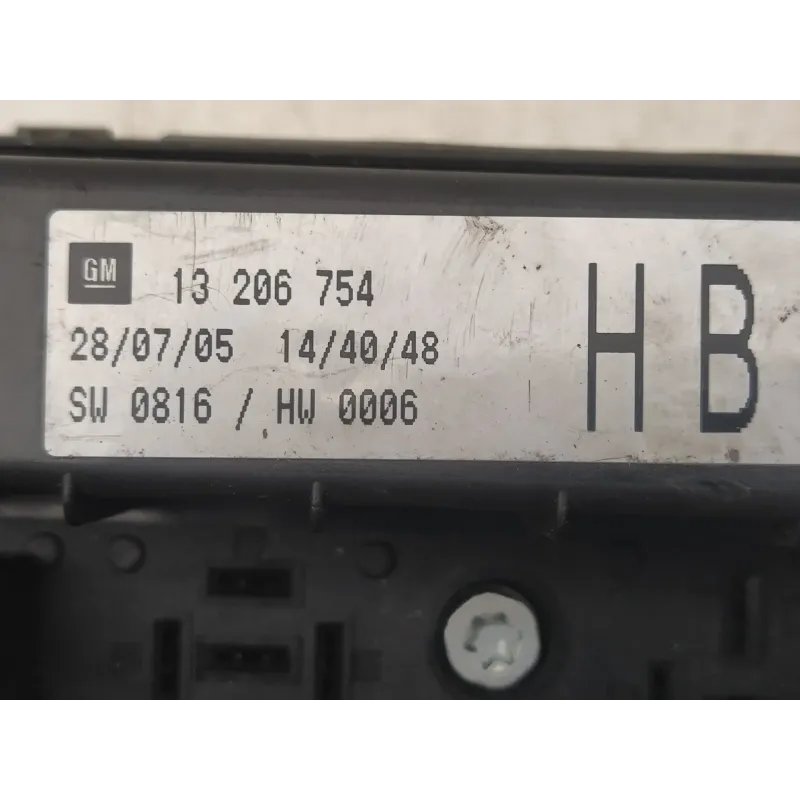 GM 13 206 754 HB
28/07/05 14/40/48
SW 0816 / HW 0006